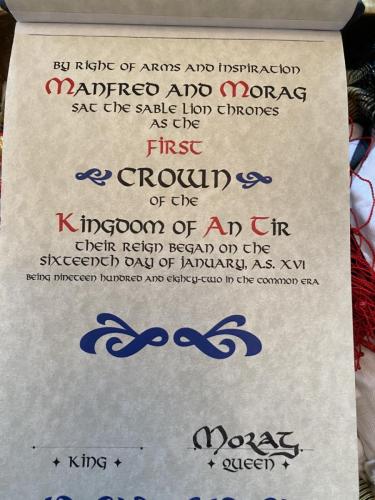 By right of arms and inspiration
Manfred and Morag
sat the sable lion thrones
as the
First
Crown
of the
Kingdom of An Tir
their reign began on the
sixteenth day of January, A.S. XVI
being nineteen hundred and eighty-two in the common era
Morag
King
Queen